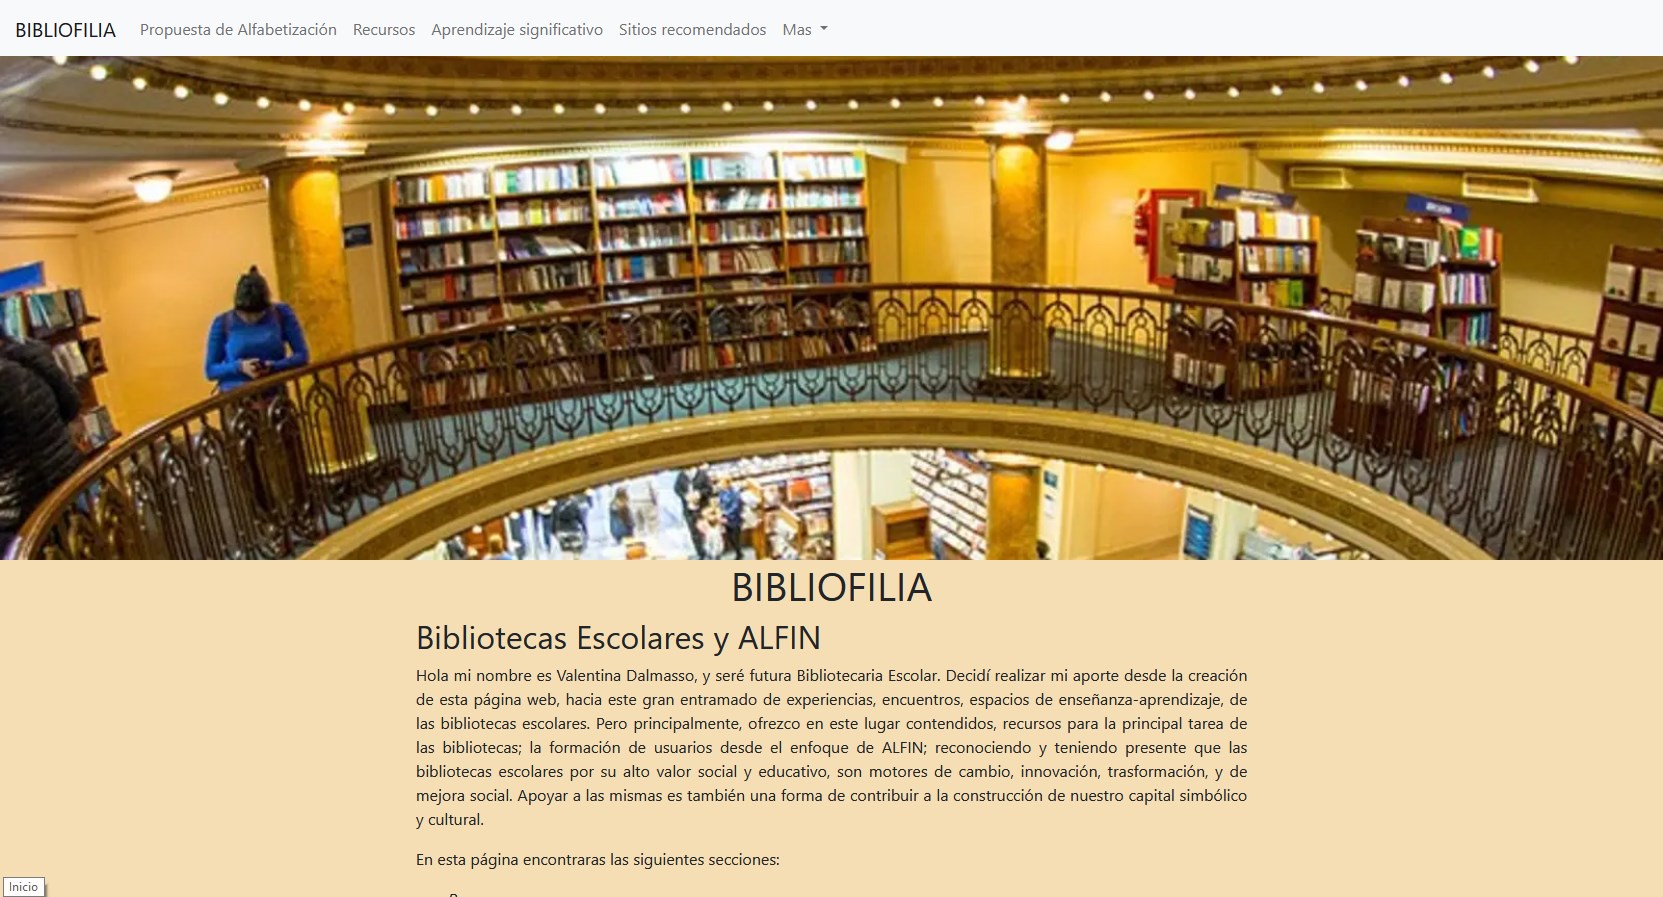 BIBLIOFILIA Propuesta de Alfabetización Recursos Aprendizaje significativo Sitios recomendados Mas
BIBLIOFILIA
Bibliotecas Escolares y ALFIN
Hola mi nombre es Valentina Dalmasso, y seré futura Bibliotecaria Escolar. Decidí realizar mi aporte desde la creación
de esta página web, hacia este gran entramado de experiencias, encuentros, espacios de enseñanza-aprendizaje, de
las bibliotecas escolares. Pero principalmente, ofrezco en este lugar contendidos, recursos para la principal tarea de
las bibliotecas; la formación de usuarios desde el enfoque de ALFIN; reconociendo y teniendo presente que las
bibliotecas escolares por su alto valor social y educativo, son motores de cambio, innovación, trasformación, y de
mejora social. Apoyar a las mismas es también una forma de contribuir a la construcción de nuestro capital simbólico
y cultural.
En esta página encontraras las siguientes secciones:
Inicio